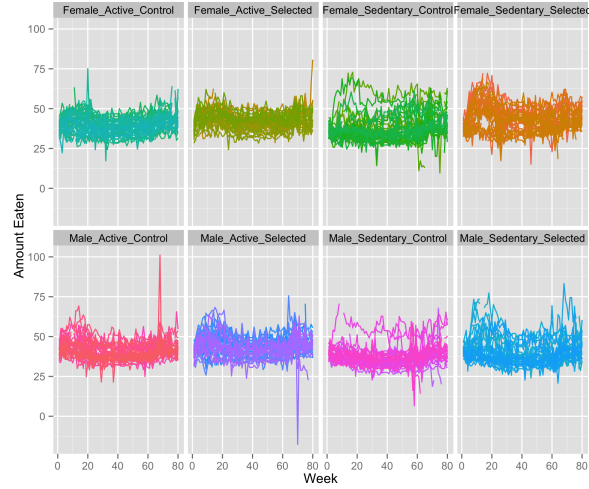 Female_Active_Control Female_Active_Selected Female_Sedentary_Control Female_Sedentary_Selected
100
75
50
25
0
Amount Eaten
Male_Active_Control Male_Active_Selected Male_Sedentary_Control Male_Sedentary_Selected
100
75
50
25
0
0 20 40 60 80 0 20 40 60 80 0 20 40 60 80 0 20 40 60 80
Week